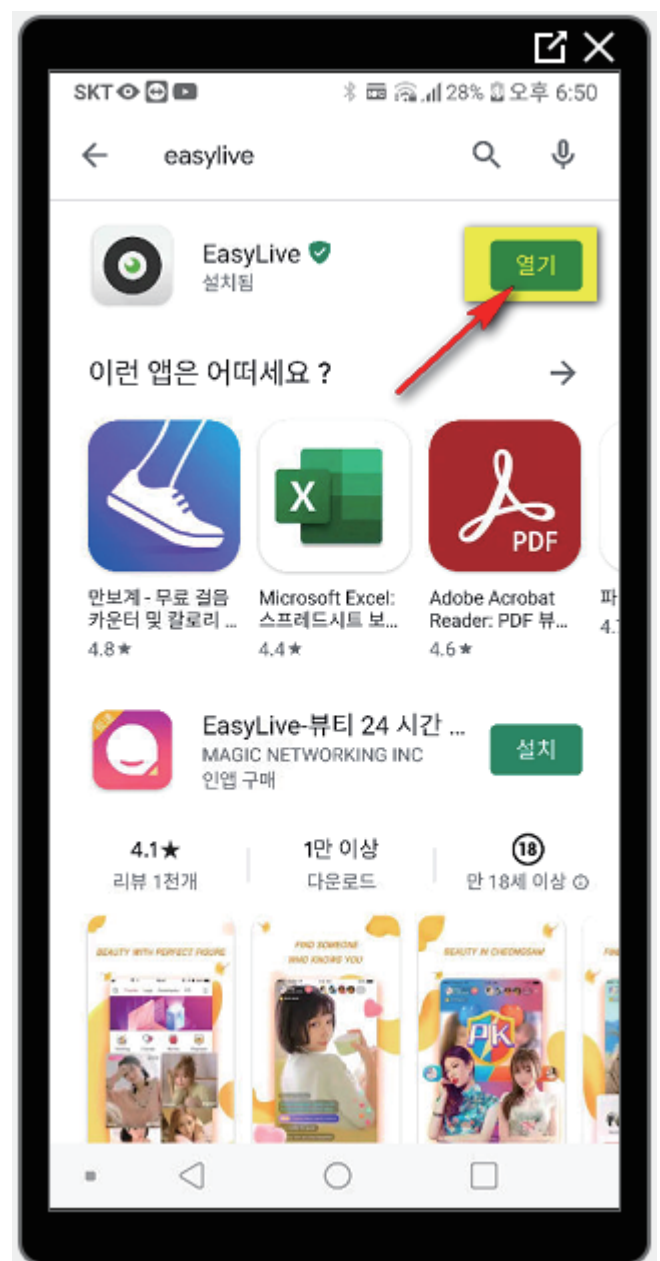 SKT 28% 오후 6:50
easylive
EasyLive
설치됨
열기
이런 앱은 어떠세요 ?
X
PDF
만보계 - 무료 걸음
카운터 및 칼로리 ...
4.8★
Microsoft Excel:
스프레드시트 보...
4.4★
Adobe Acrobat
Reader: PDF 뷰...
4.6★
파
EasyLive-뷰티 24 시간 ...
MAGIC NETWORKING INC
인앱 구매
설치
4.1★
리뷰 1천개
1만 이상
다운로드
18
만 18세 이상
BEAUTY WITH PERFECT FIGURE
FIND SOMEONE
WHO KNOWS YOU
BEAUTY IN CHEONGSAM
PK